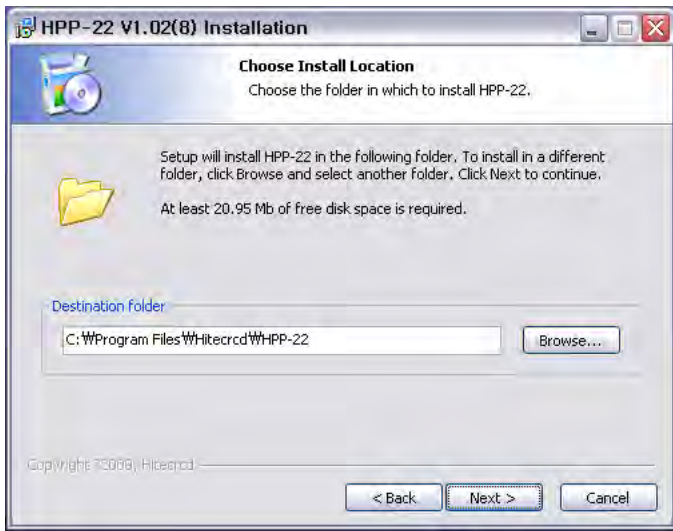 HPP-22 V1.02(8) Installation
Choose Install Location
Choose the folder in which to install HPP-22.
Setup will install HPP-22 in the following folder. To install in a different
folder, click Browse and select another folder. Click Next to continue.
At least 20.95 Mb of free disk space is required.
Destination folder
C:₩Program Files₩Hitecrcd₩HPP-22
Browse...
Copyright 2008, Hitecrcd
< Back
Next >
Cancel